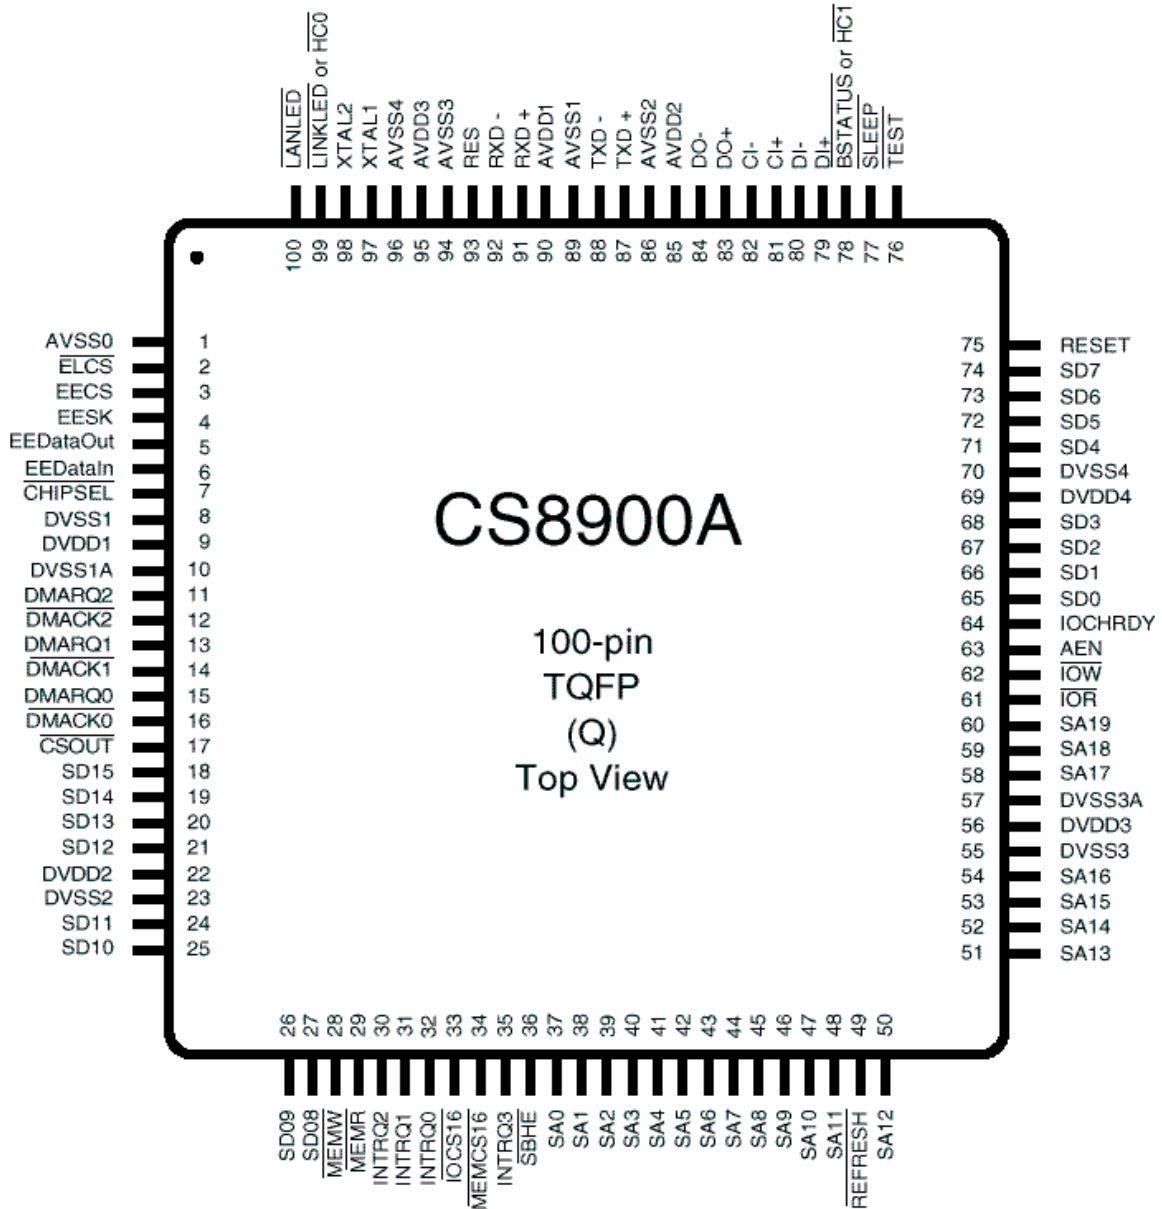 LANLED
LINKLED or HC0
XTAL2
XTAL1
AVSS4
AVDD3
AVSS3
RES
RXD -
RXD +
AVDD1
AVSS1
TXD -
TXD +
AVSS2
AVDD2
DO-
DO+
CI-
CI+
DI-
DI+
BSTATUS or HC1
SLEEP
TEST
100
99
98
97
96
95
94
93
92
91
90
89
88
87
86
85
84
83
82
81
80
79
78
77
76
AVSS0 1
ELCS 2
EECS 3
EESK 4
EEDataOut 5
EEDataIn 6
CHIPSEL 7
DVSS1 8
DVDD1 9
DVSS1A 10
DMARQ2 11
DMACK2 12
DMARQ1 13
DMACK1 14
DMARQ0 15
DMACK0 16
CSOUT 17
SD15 18
SD14 19
SD13 20
SD12 21
DVDD2 22
DVSS2 23
SD11 24
SD10 25
CS8900A
100-pin
TQFP
(Q)
Top View
75 RESET
74 SD7
73 SD6
72 SD5
71 SD4
70 DVSS4
69 DVDD4
68 SD3
67 SD2
66 SD1
65 SD0
64 IOCHRDY
63 AEN
62 IOW
61 IOR
60 SA19
59 SA18
58 SA17
57 DVSS3A
56 DVDD3
55 DVSS3
54 SA16
53 SA15
52 SA14
51 SA13
26
27
28
29
30
31
32
33
34
35
36
37
38
39
40
41
42
43
44
45
46
47
48
49
50
SD09
SD08
MEMW
MEMR
INTRQ2
INTRQ1
INTRQ0
IOCS16
MEMCS16
INTRQ3
SBHE
SA0
SA1
SA2
SA3
SA4
SA5
SA6
SA7
SA8
SA9
SA10
SA11
REFRESH
SA12